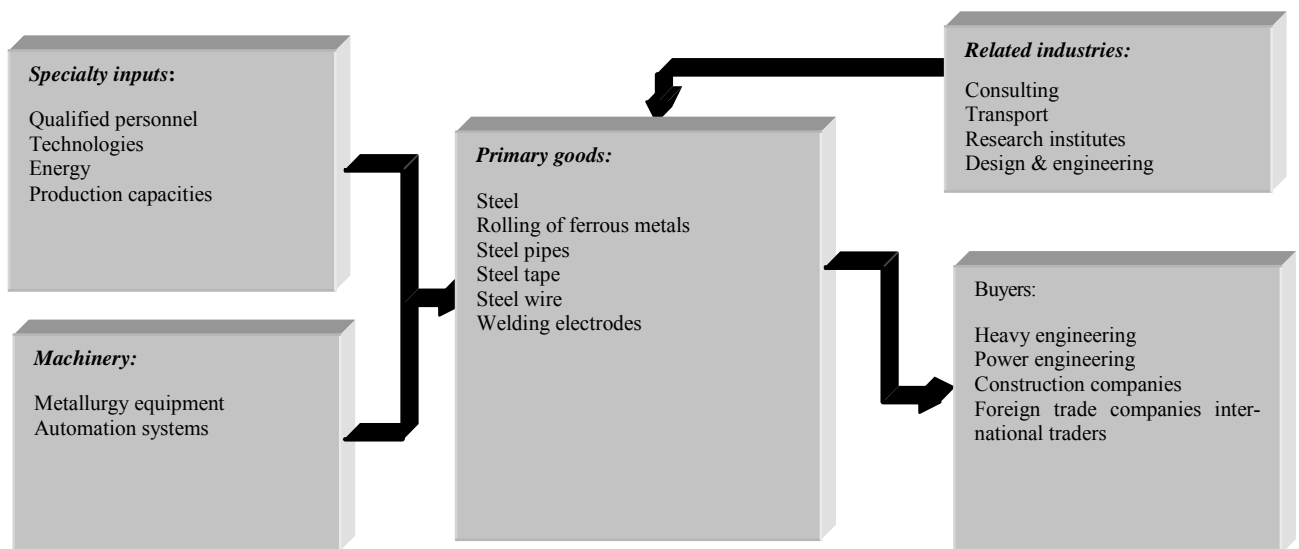 Specialty inputs:
Qualified personnel
Technologies
Energy
Production capacities
Machinery:
Metallurgy equipment
Automation systems
Primary goods:
Steel
Rolling of ferrous metals
Steel pipes
Steel tape
Steel wire
Welding electrodes
Related industries:
Consulting
Transport
Research institutes
Design & engineering
Buyers:
Heavy engineering
Power engineering
Construction companies
Foreign trade companies inter-
national traders